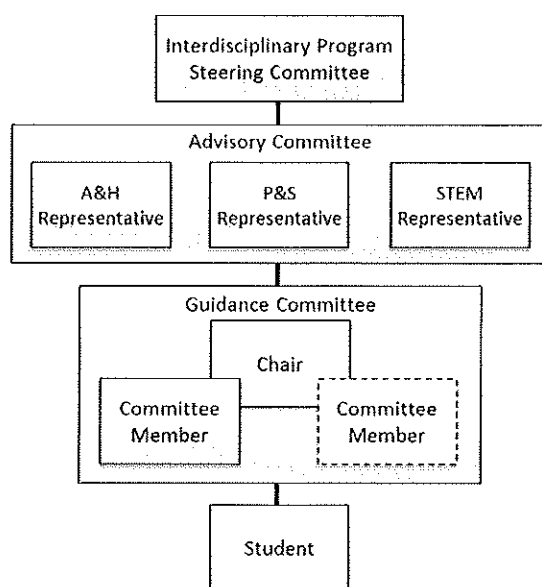 Interdisciplinary Program
Steering Committee
Advisory Committee
A&H
Representative
P&S
Representative
STEM
Representative
Guidance Committee
Chair
Committee
Member
Committee
Member
Student